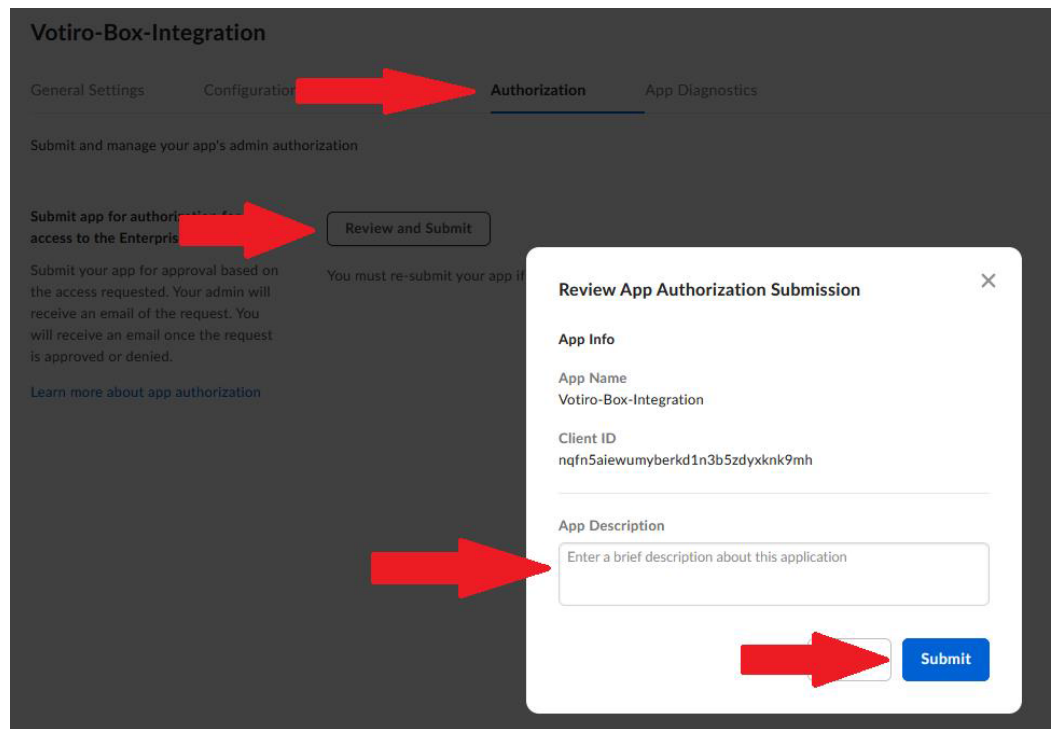 Votiro-Box-Integration
General Settings
Configuration
Authorization
App Diagnostics
Submit and manage your app's admin authorization
Submit app for authorization
access to the
Review and Submit
Submit your app for approval based on
the access requested. Your admin will
receive an email of the request. You
will receive an email once the request
is approved or denied.
You must re-submit your app if
Learn more about app authorization
Review App Authorization Submission
App Info
App Name
Votiro-Box-Integration
Client ID
nqfn5aiewumyberkd1n3b5zdyxknk9mh
App Description
Enter a brief description about this application
Submit